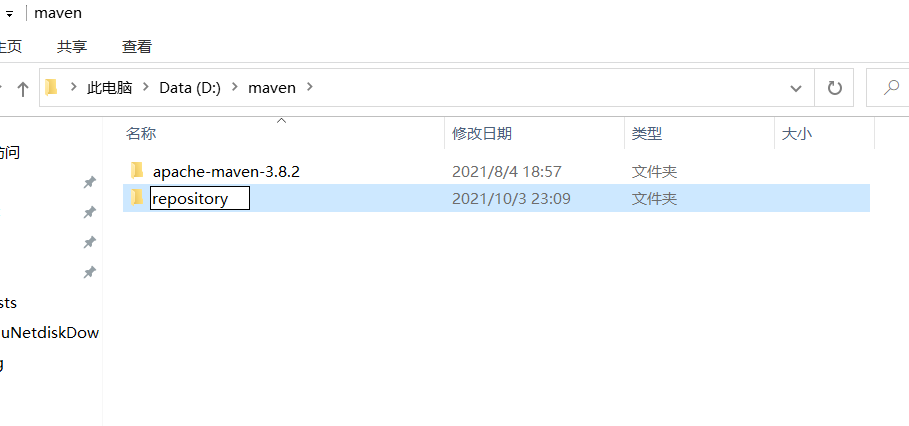 maven
主页 共享 查看
此电脑 Data (D:) maven
名称 修改日期 类型 大小
访问
apache-maven-3.8.2 2021/8/4 18:57 文件夹
repository 2021/10/3 23:09 文件夹
sts
uNetdiskDow
g